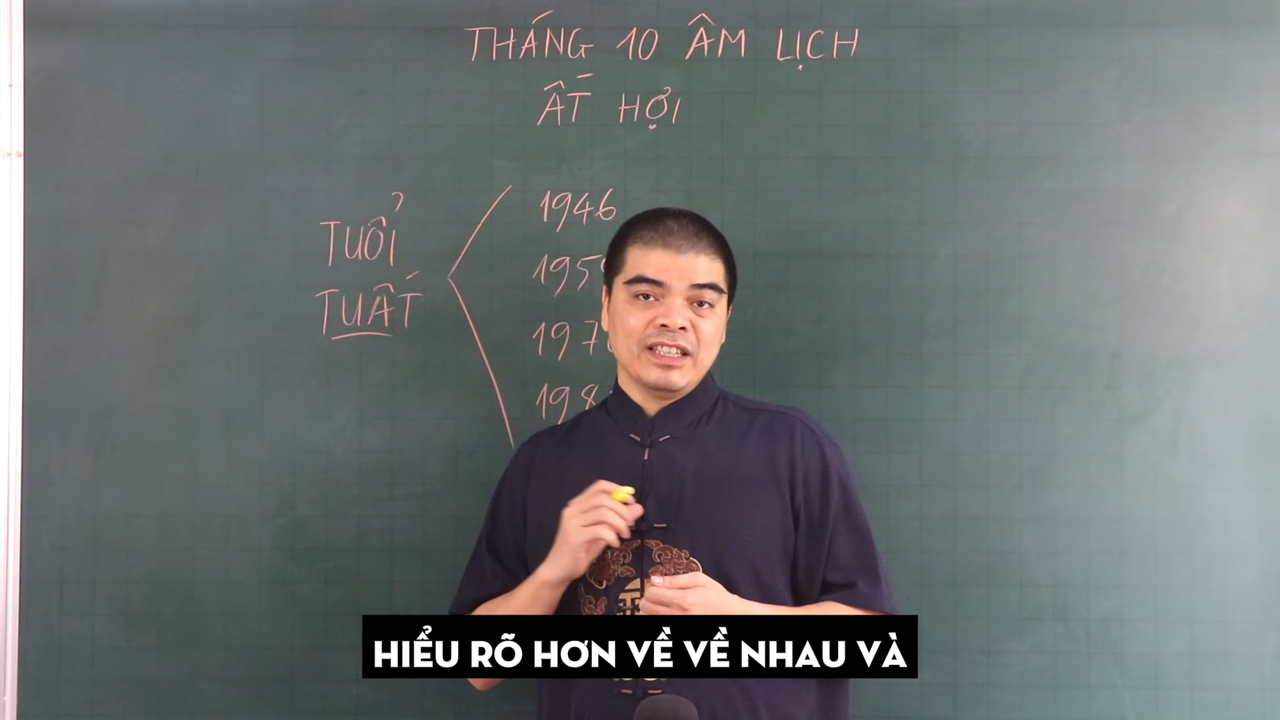 THÁNG 10 ÂM LỊCH
ẤT HỢI
TUỔI
TUẤT
1946
HIỂU RÕ HƠN VỀ VỀ NHAU VÀ